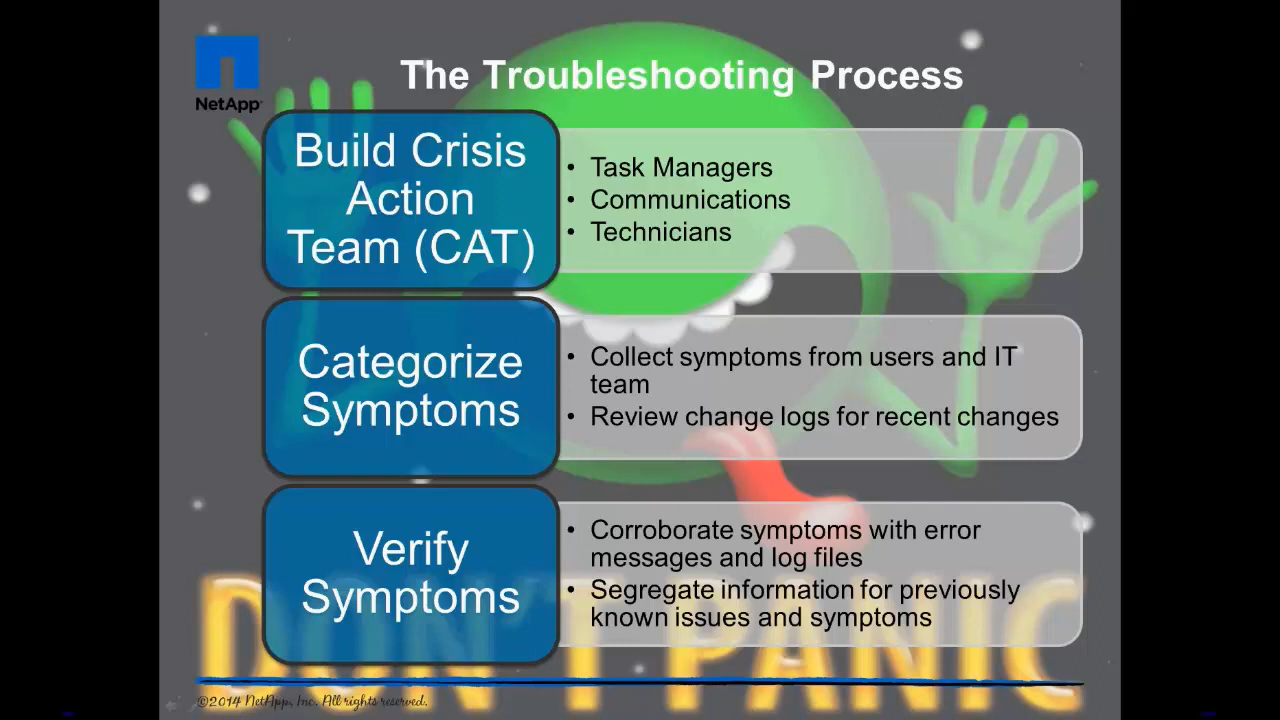 NetApp
The Troubleshooting Process
Build Crisis
Action
Team (CAT)
• Task Managers
• Communications
• Technicians
Categorize
Symptoms
• Collect symptoms from users and IT
team
• Review change logs for recent changes
Verify
Symptoms
• Corroborate symptoms with error
messages and log files
• Segregate information for previously
known issues and symptoms
DON'T PANIC
©2014 NetApp, Inc. All rights reserved.